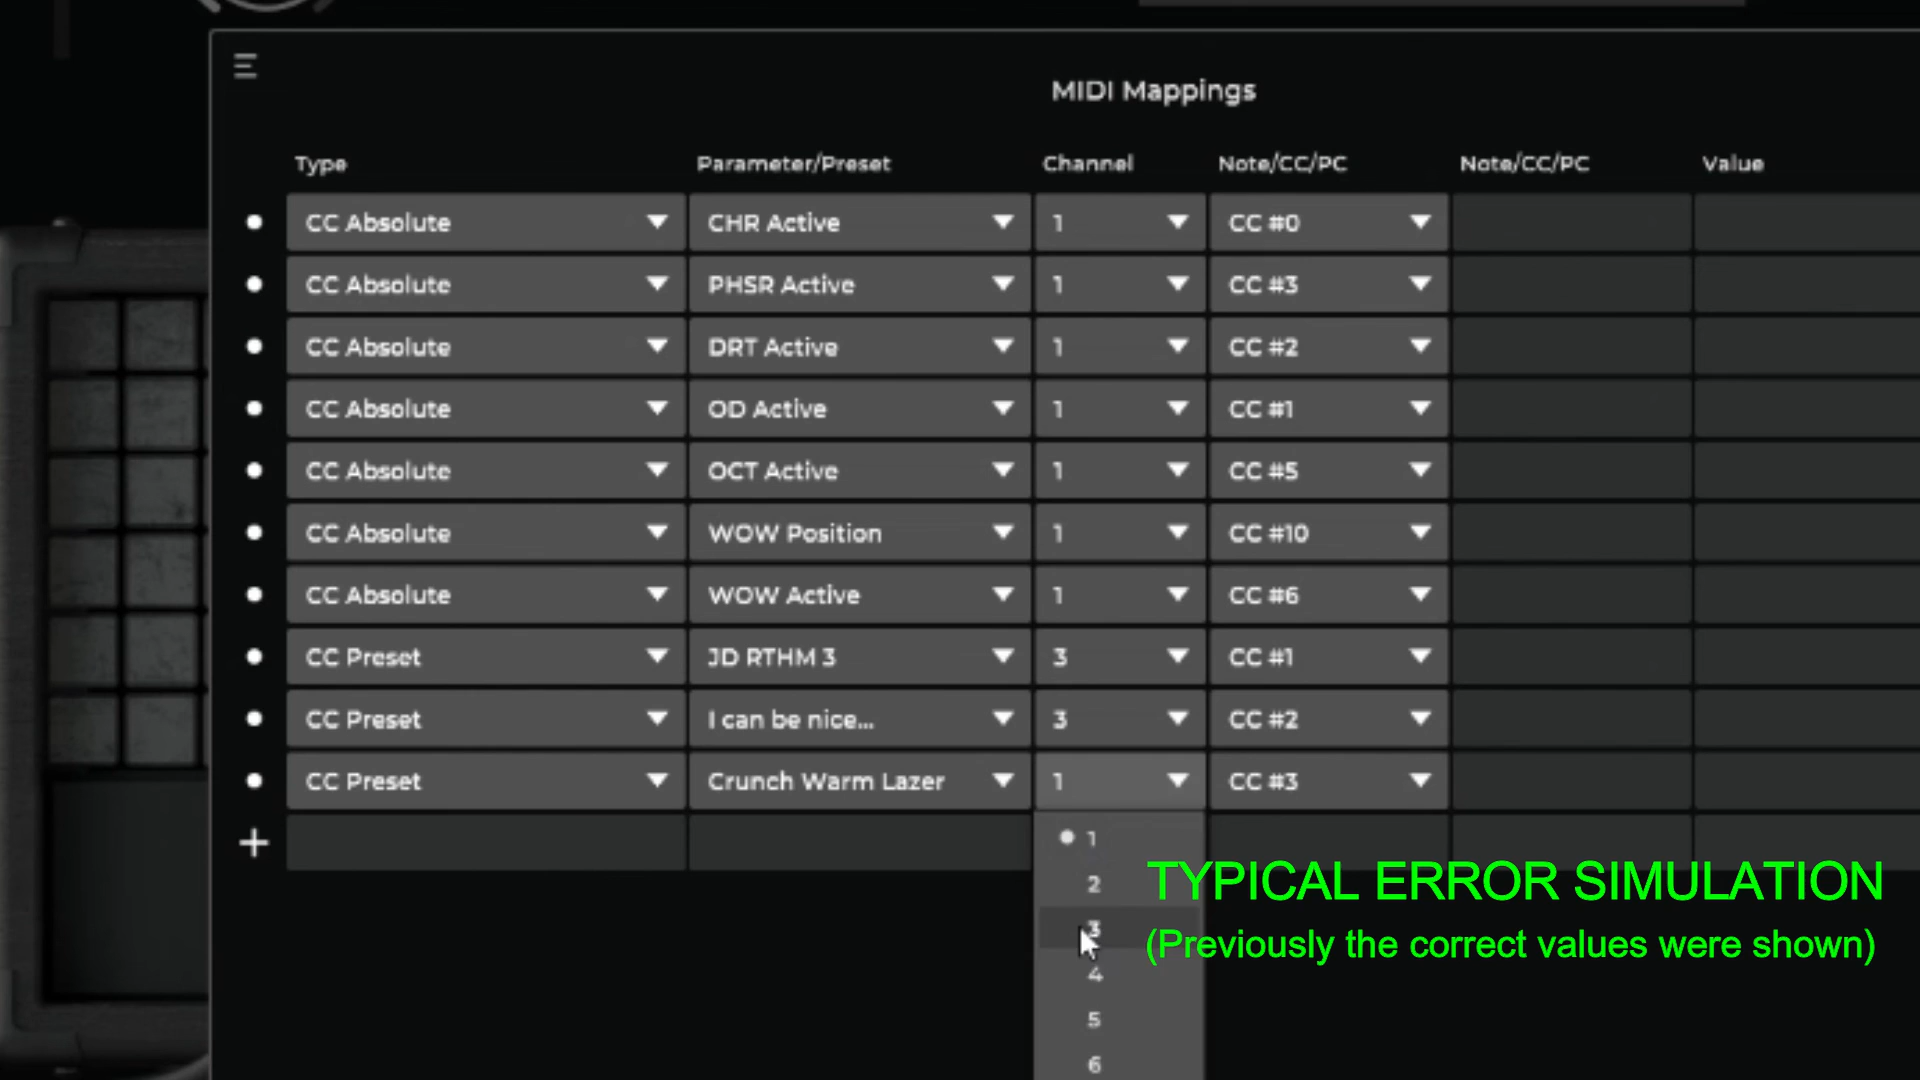 MIDI Mappings
Type Parameter/Preset Channel Note/CC/PC Note/CC/PC Value
CC Absolute CHR Active 1 CC #0
CC Absolute PHSR Active 1 CC #3
CC Absolute DRT Active 1 CC #2
CC Absolute OD Active 1 CC #1
CC Absolute OCT Active 1 CC #5
CC Absolute WOW Position 1 CC #10
CC Absolute WOW Active 1 CC #6
CC Preset JD RTHM 3 3 CC #1
CC Preset I can be nice... 3 CC #2
CC Preset Crunch Warm Lazer 1 CC #3
1
2
3
4
5
6
TYPICAL ERROR SIMULATION
(Previously the correct values were shown)